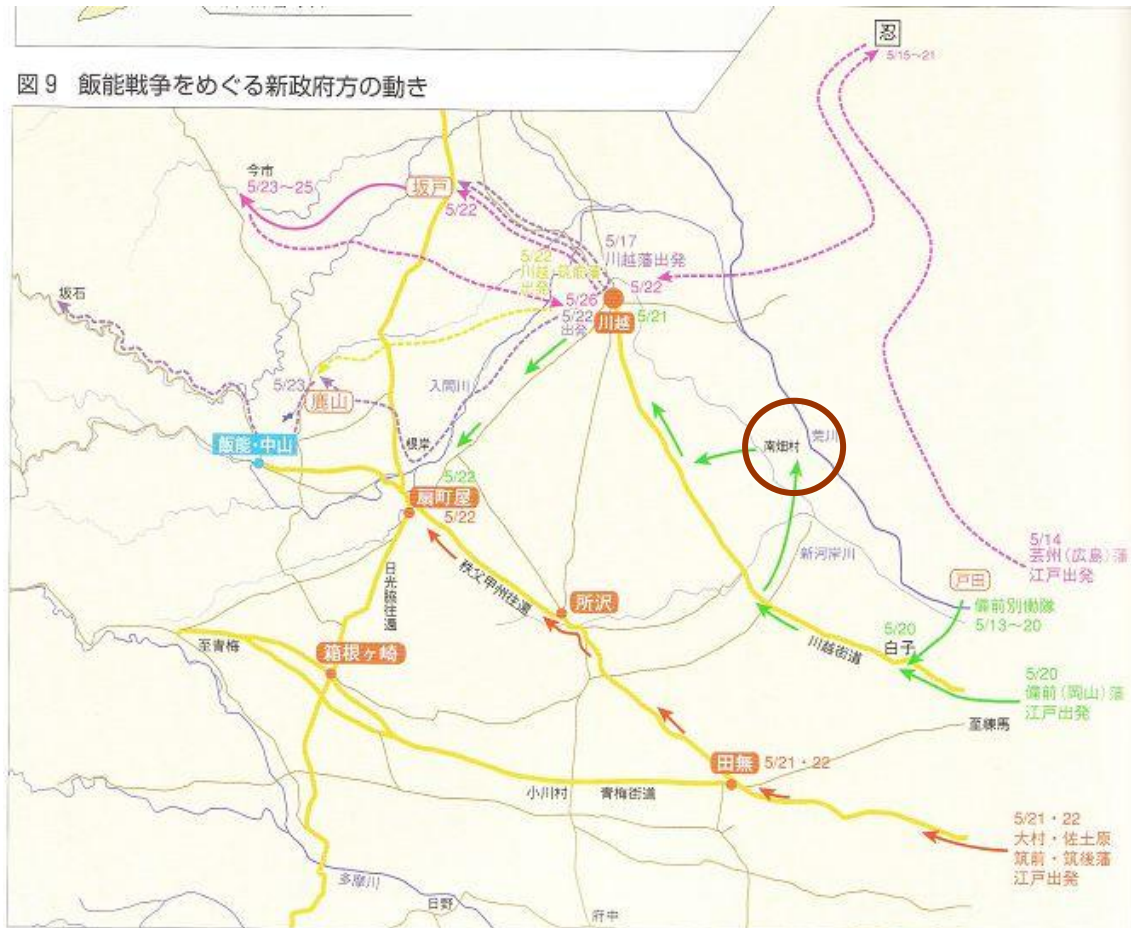 忍
5/15~21
図9 飯能戦争をめぐる新政府方の動き
今市
5/23~25
坂戸
5/22
5/17
川越藩出発
5/22
川越・筑前藩
出発
5/22
5/26
5/22
出発
川越
5/21
坂石
5/23
鹿山
入間川
飯能・中山
根岸
南畑村
荒川
5/22
扇町屋
5/22
日光脇往還
秩父甲州往還
所沢
新河岸川
5/14
芸州(広島)藩
江戸出発
戸田
備前別働隊
5/13~20
5/20
白子
川越街道
至青梅
箱根ヶ崎
5/20
備前(岡山)藩
江戸出発
至練馬
田無
5/21・22
小川村
青梅街道
5/21・22
大村・佐土原
筑前・筑後藩
江戸出発
多摩川
日野
府中